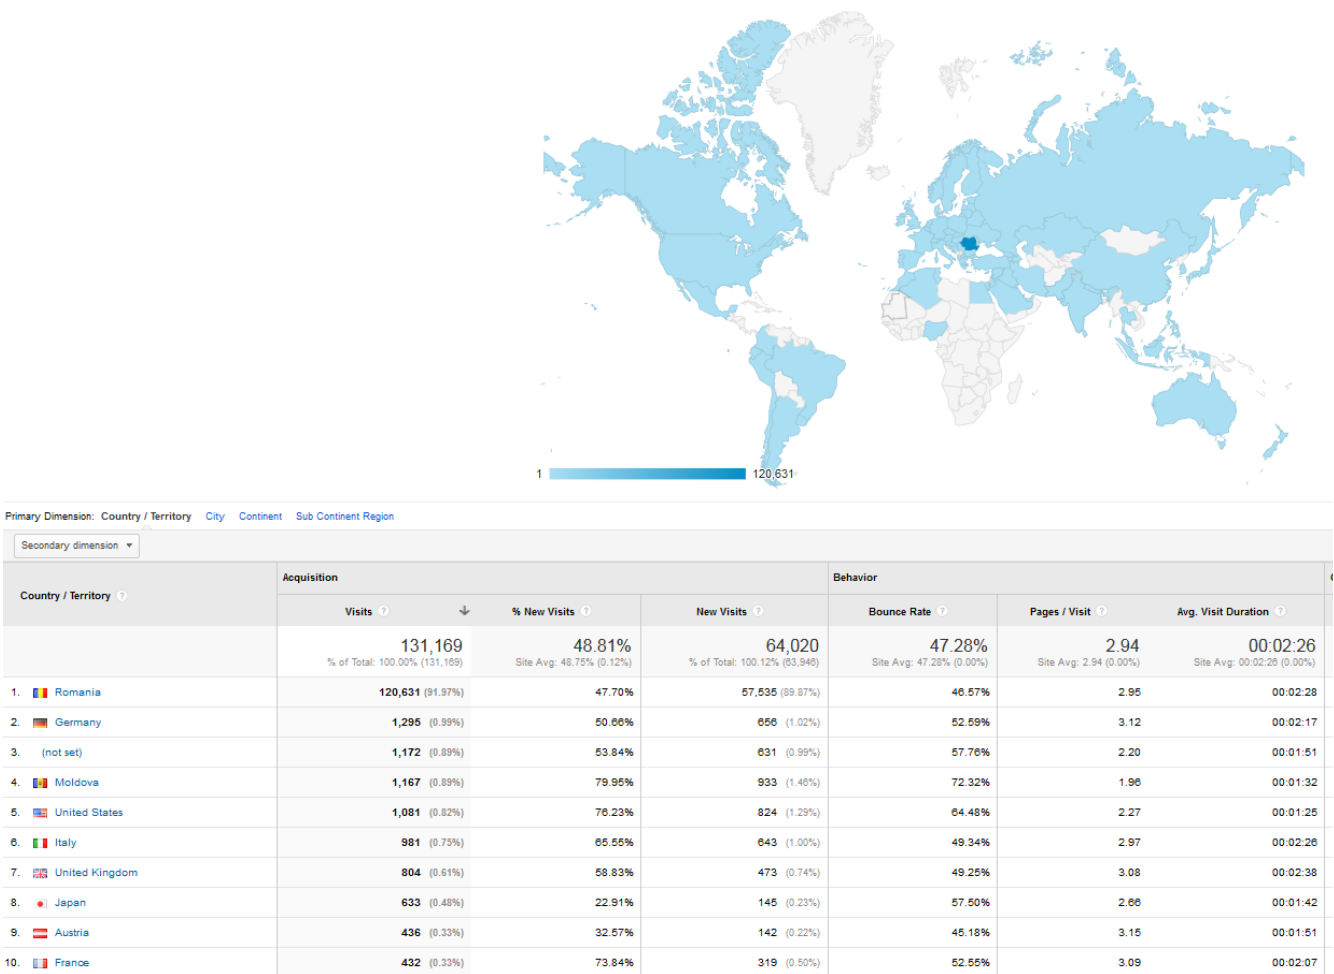 1 120,631
Primary Dimension: Country / Territory City Continent Sub Continent Region
Secondary dimension
Acquisition Behavior
Country / Territory ? Visits ? % New Visits ? New Visits ? Bounce Rate ? Pages / Visit ? Avg. Visit Duration ?
131,169 48.81% 64,020 47.28% 2.94 00:02:26
% of Total: 100.00% (131,169) Site Avg: 48.75% (0.12%) % of Total: 100.12% (63,946) Site Avg: 47.28% (0.00%) Site Avg: 2.94 (0.00%) Site Avg: 00:02:26 (0.00%)
1. Romania 120,631 (91.97%) 47.70% 57,535 (89.87%) 46.57% 2.95 00:02:28
2. Germany 1,295 (0.99%) 50.66% 656 (1.02%) 52.59% 3.12 00:02:17
3. (not set) 1,172 (0.89%) 53.84% 631 (0.99%) 57.76% 2.20 00:01:51
4. Moldova 1,167 (0.89%) 79.95% 933 (1.46%) 72.32% 1.96 00:01:32
5. United States 1,081 (0.82%) 76.23% 824 (1.29%) 64.48% 2.27 00:01:25
6. Italy 981 (0.75%) 65.55% 643 (1.00%) 49.34% 2.97 00:02:26
7. United Kingdom 804 (0.61%) 58.83% 473 (0.74%) 49.25% 3.08 00:02:38
8. Japan 633 (0.48%) 22.91% 145 (0.23%) 57.50% 2.66 00:01:42
9. Austria 436 (0.33%) 32.57% 142 (0.22%) 45.18% 3.15 00:01:51
10. France 432 (0.33%) 73.84% 319 (0.50%) 52.55% 3.09 00:02:07